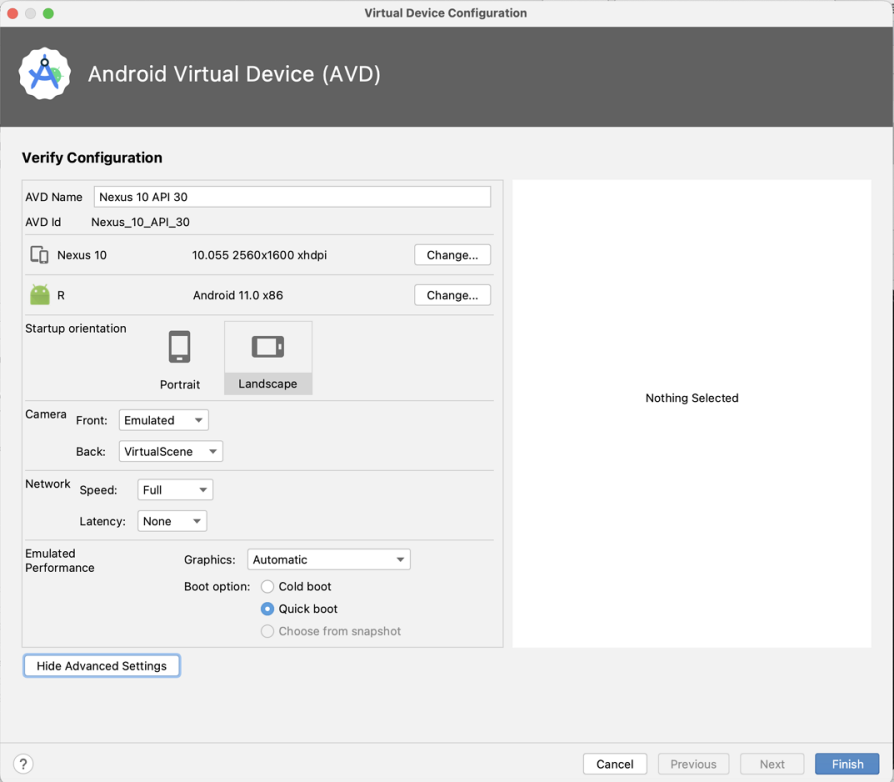 Virtual Device Configuration
Android Virtual Device (AVD)
Verify Configuration
AVD Name Nexus 10 API 30
AVD Id Nexus_10_API_30
Nexus 10 10.055 2560x1600 xhdpi Change...
R Android 11.0 x86 Change...
Startup orientation
Portrait Landscape
Camera Front: Emulated
Back: VirtualScene
Network Speed: Full
Latency: None
Emulated
Performance
Graphics: Automatic
Boot option: Cold boot
Quick boot
Choose from snapshot
Nothing Selected
Hide Advanced Settings
? Cancel Previous Next Finish